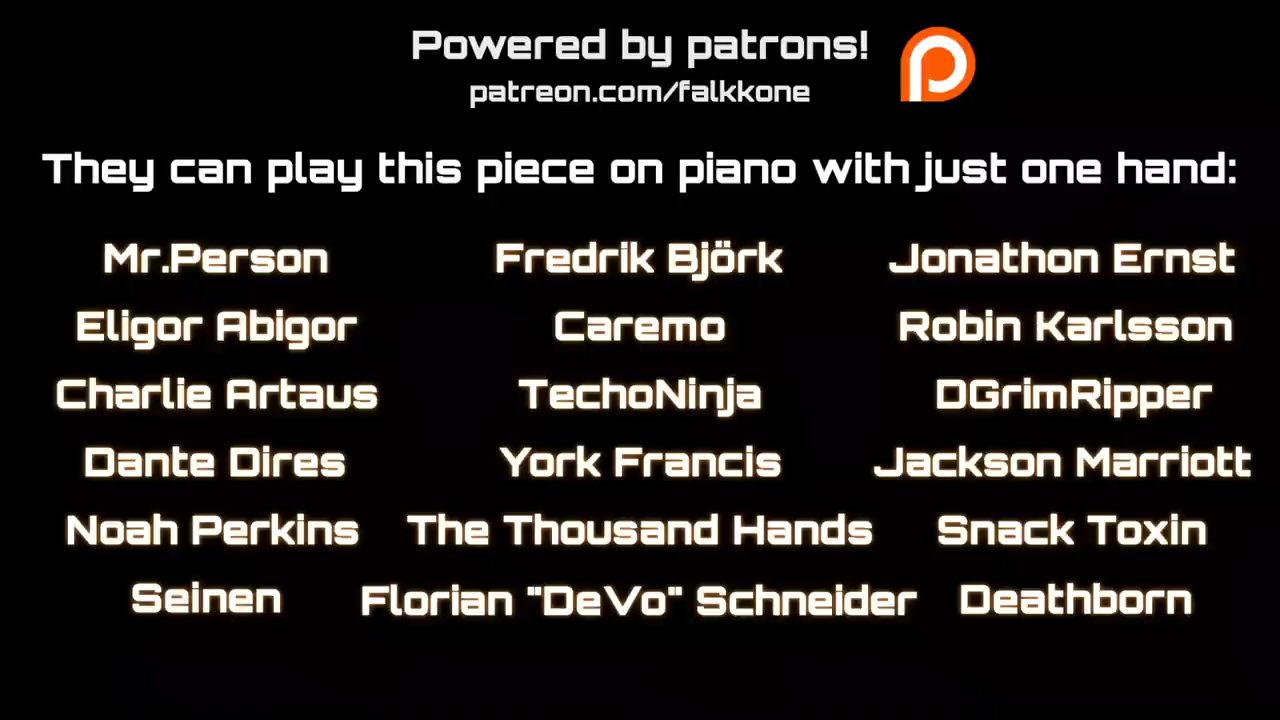 Powered by patrons!
patreon.com/falkkone
They can play this piece on piano with just one hand:
Mr.Person Fredrik Björk Jonathon Ernst
Eligor Abigor Caremo Robin Karlsson
Charlie Artaus TechoNinja DGrimRipper
Dante Dires York Francis Jackson Marriott
Noah Perkins The Thousand Hands Snack Toxin
Seinen Florian "DeVo" Schneider Deathborn